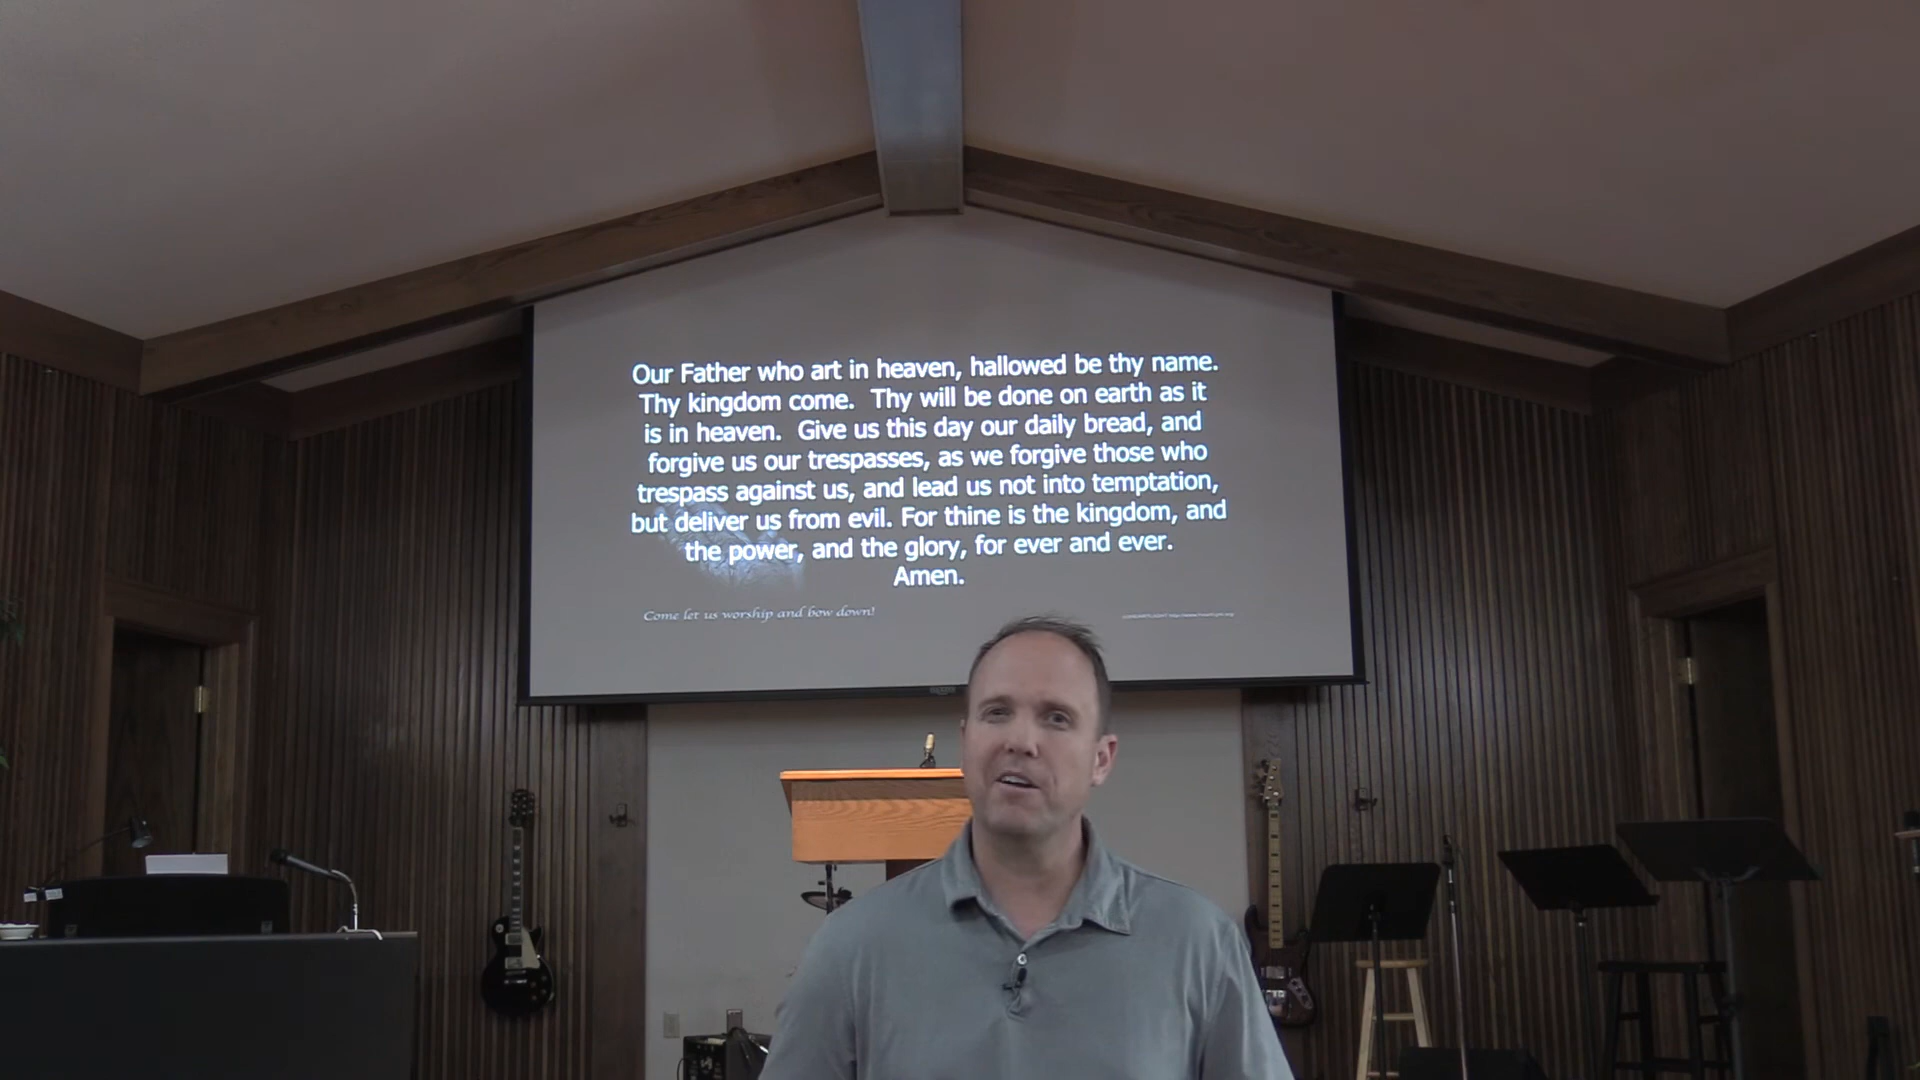 Our Father who art in heaven, hallowed be thy name.
Thy kingdom come. Thy will be done on earth as it
is in heaven. Give us this day our daily bread, and
forgive us our trespasses, as we forgive those who
trespass against us, and lead us not into temptation,
but deliver us from evil. For thine is the kingdom, and
the power, and the glory, for ever and ever.
Amen.
Come let us worship and bow down!